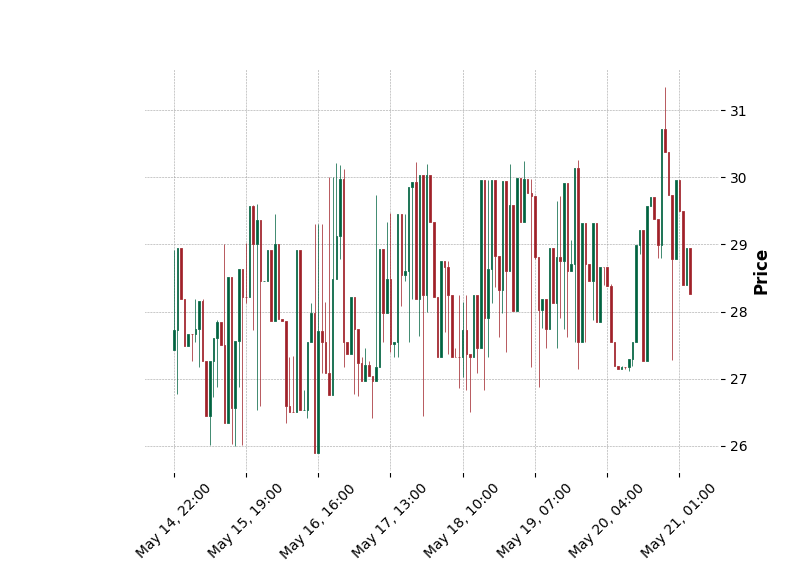 31
30
29
28
27
26
Price
May 14, 22:00
May 15, 19:00
May 16, 16:00
May 17, 13:00
May 18, 10:00
May 19, 07:00
May 20, 04:00
May 21, 01:00